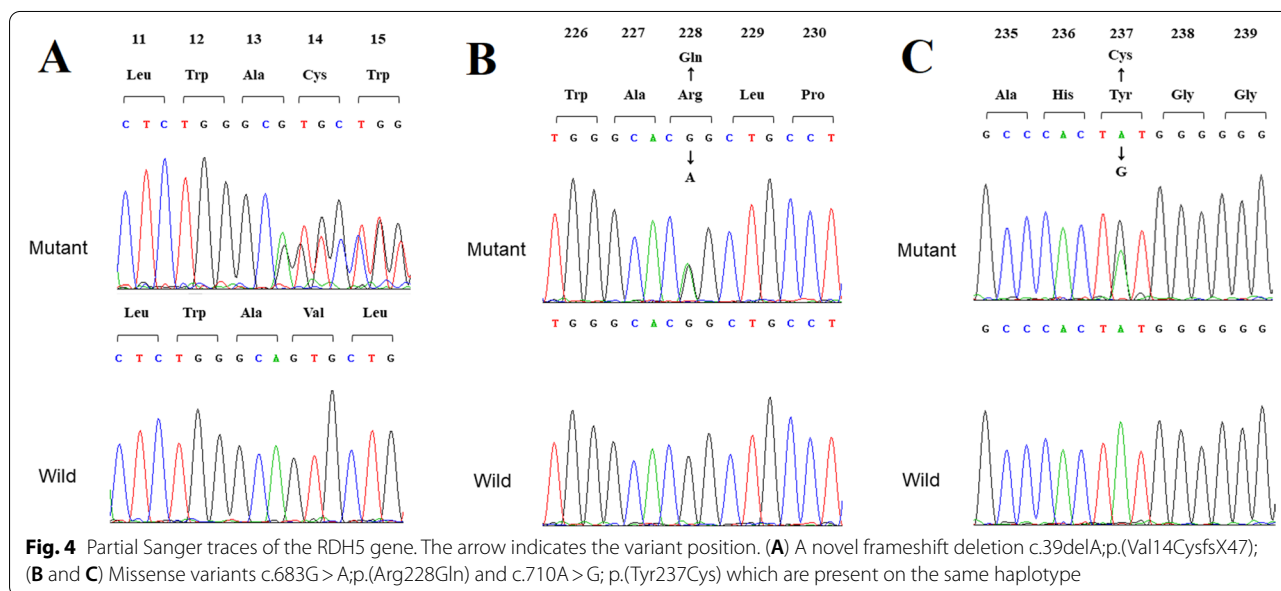 A
11 12 13 14 15
Leu Trp Ala Cys Trp
C T C T G G G C G T G C T G G
Mutant
Leu Trp Ala Val Leu
C T C T G G G C A G T G C T G
Wild
B
226 227 228 229 230
Gln
↑
Trp Ala Arg Leu Pro
T G G G C A C G G C T G C C T
↓
A
Mutant
T G G G C A C G G C T G C C T
Wild
C
235 236 237 238 239
Cys
↑
Ala His Tyr Gly Gly
G C C C A C T A T G G G G G G
↓
G
Mutant
G C C C A C T A T G G G G G G
Wild
Fig. 4 Partial Sanger traces of the RDH5 gene. The arrow indicates the variant position. (A) A novel frameshift deletion c.39delA;p.(Val14CysfsX47);
(B and C) Missense variants c.683G > A;p.(Arg228Gln) and c.710A > G; p.(Tyr237Cys) which are present on the same haplotype